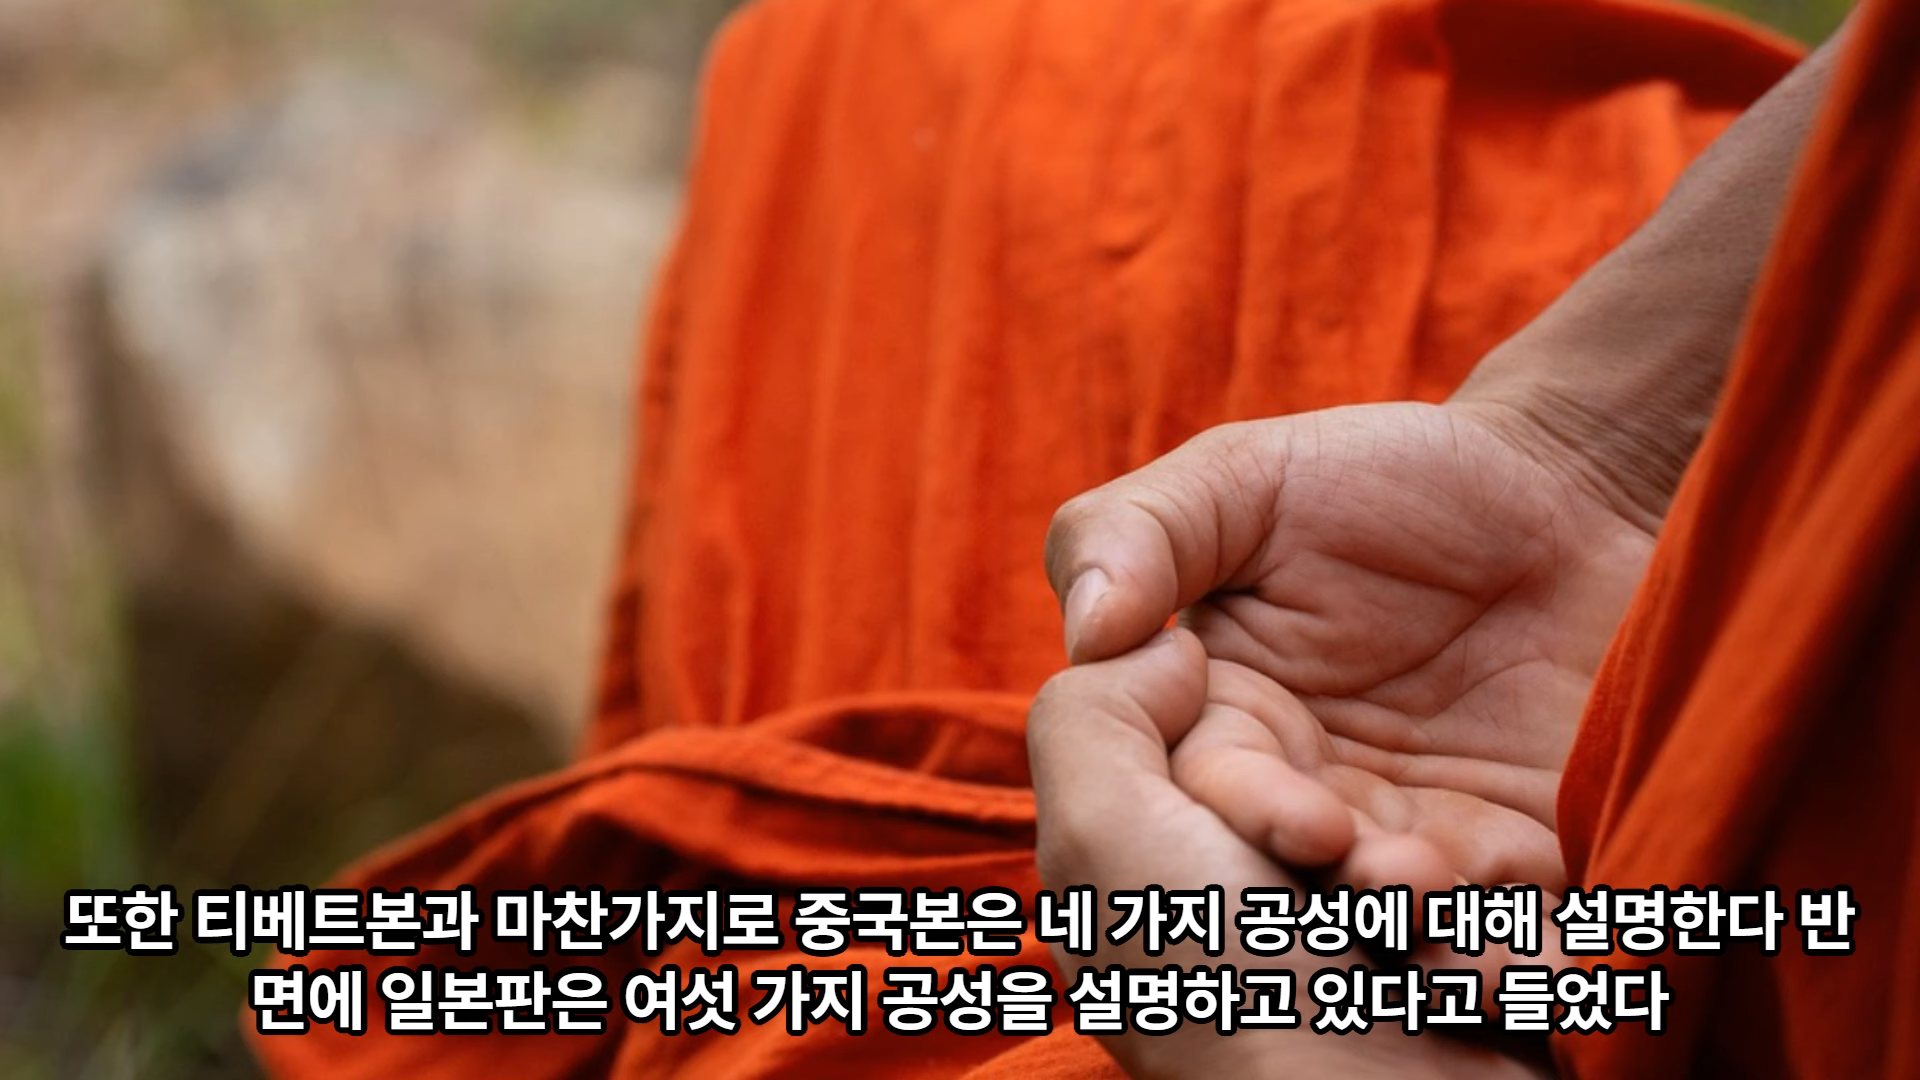 또한 티베트본과 마찬가지로 중국본은 네 가지 공성에 대해 설명한다 반
면에 일본판은 여섯 가지 공성을 설명하고 있다고 들었다